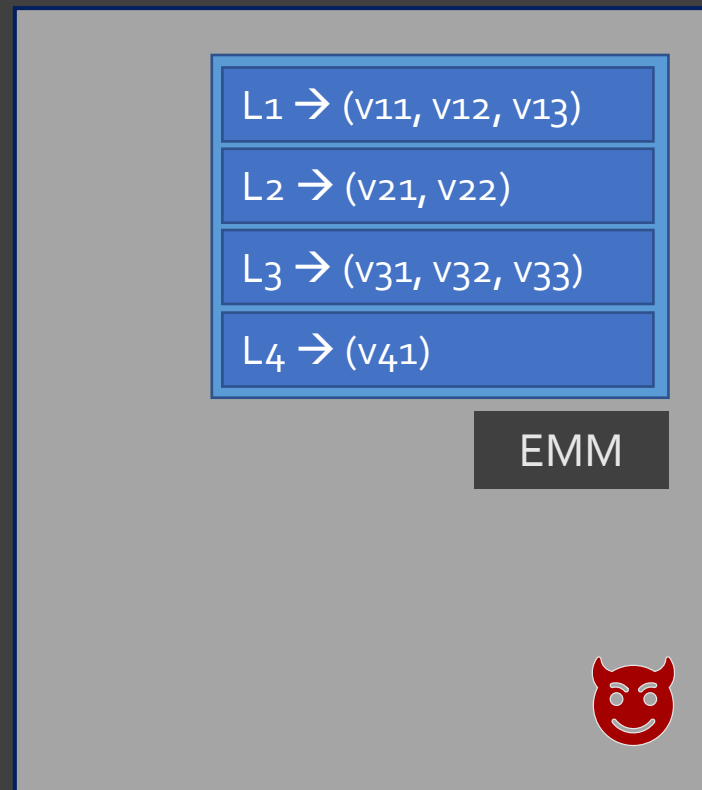 L1 → (v11, v12, v13)
L2 → (v21, v22)
L3 → (v31, v32, v33)
L4 → (v41)
EMM